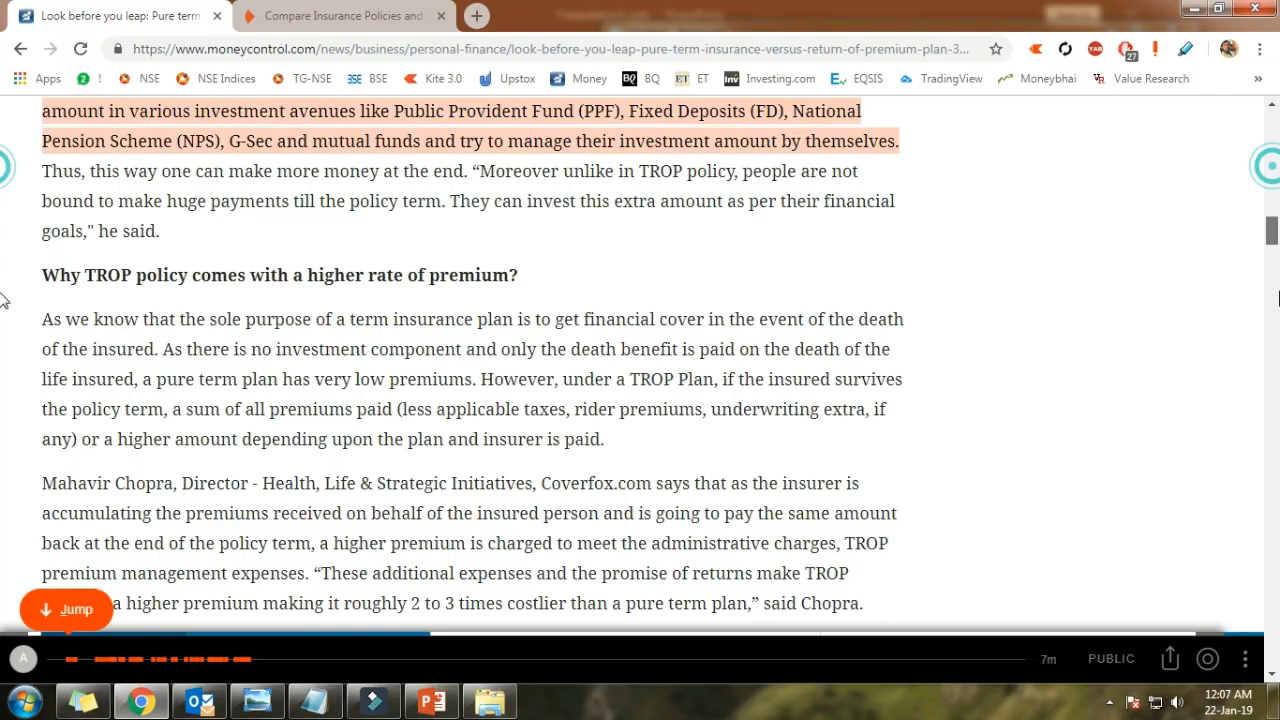 Look before you leap: Pure term
Compare Insurance Policies and
https://www.moneycontrol.com/news/business/personal-finance/look-before-you-leap-pure-term-insurance-versus-return-of-premium-plan-3...
YAD
27
Apps
2
!
NSE
NSE Indices
TG-NSE
BSE
Kite 3.0
Upstox
Money
BQ
BQ
ET
ET
Inv
Investing.com
EQSIS
TradingView
Moneybhai
Value Research
»
amount in various investment avenues like Public Provident Fund (PPF), Fixed Deposits (FD), National
Pension Scheme (NPS), G-Sec and mutual funds and try to manage their investment amount by themselves.
Thus, this way one can make more money at the end. “Moreover unlike in TROP policy, people are not
bound to make huge payments till the policy term. They can invest this extra amount as per their financial
goals," he said.
Why TROP policy comes with a higher rate of premium?
As we know that the sole purpose of a term insurance plan is to get financial cover in the event of the death
of the insured. As there is no investment component and only the death benefit is paid on the death of the
life insured, a pure term plan has very low premiums. However, under a TROP Plan, if the insured survives
the policy term, a sum of all premiums paid (less applicable taxes, rider premiums, underwriting extra, if
any) or a higher amount depending upon the plan and insurer is paid.
Mahavir Chopra, Director - Health, Life & Strategic Initiatives, Coverfox.com says that as the insurer is
accumulating the premiums received on behalf of the insured person and is going to pay the same amount
back at the end of the policy term, a higher premium is charged to meet the administrative charges, TROP
premium management expenses. “These additional expenses and the promise of returns make TROP
a higher premium making it roughly 2 to 3 times costlier than a pure term plan,” said Chopra.
Jump
A
7m
PUBLIC
12:07 AM
22-Jan-19